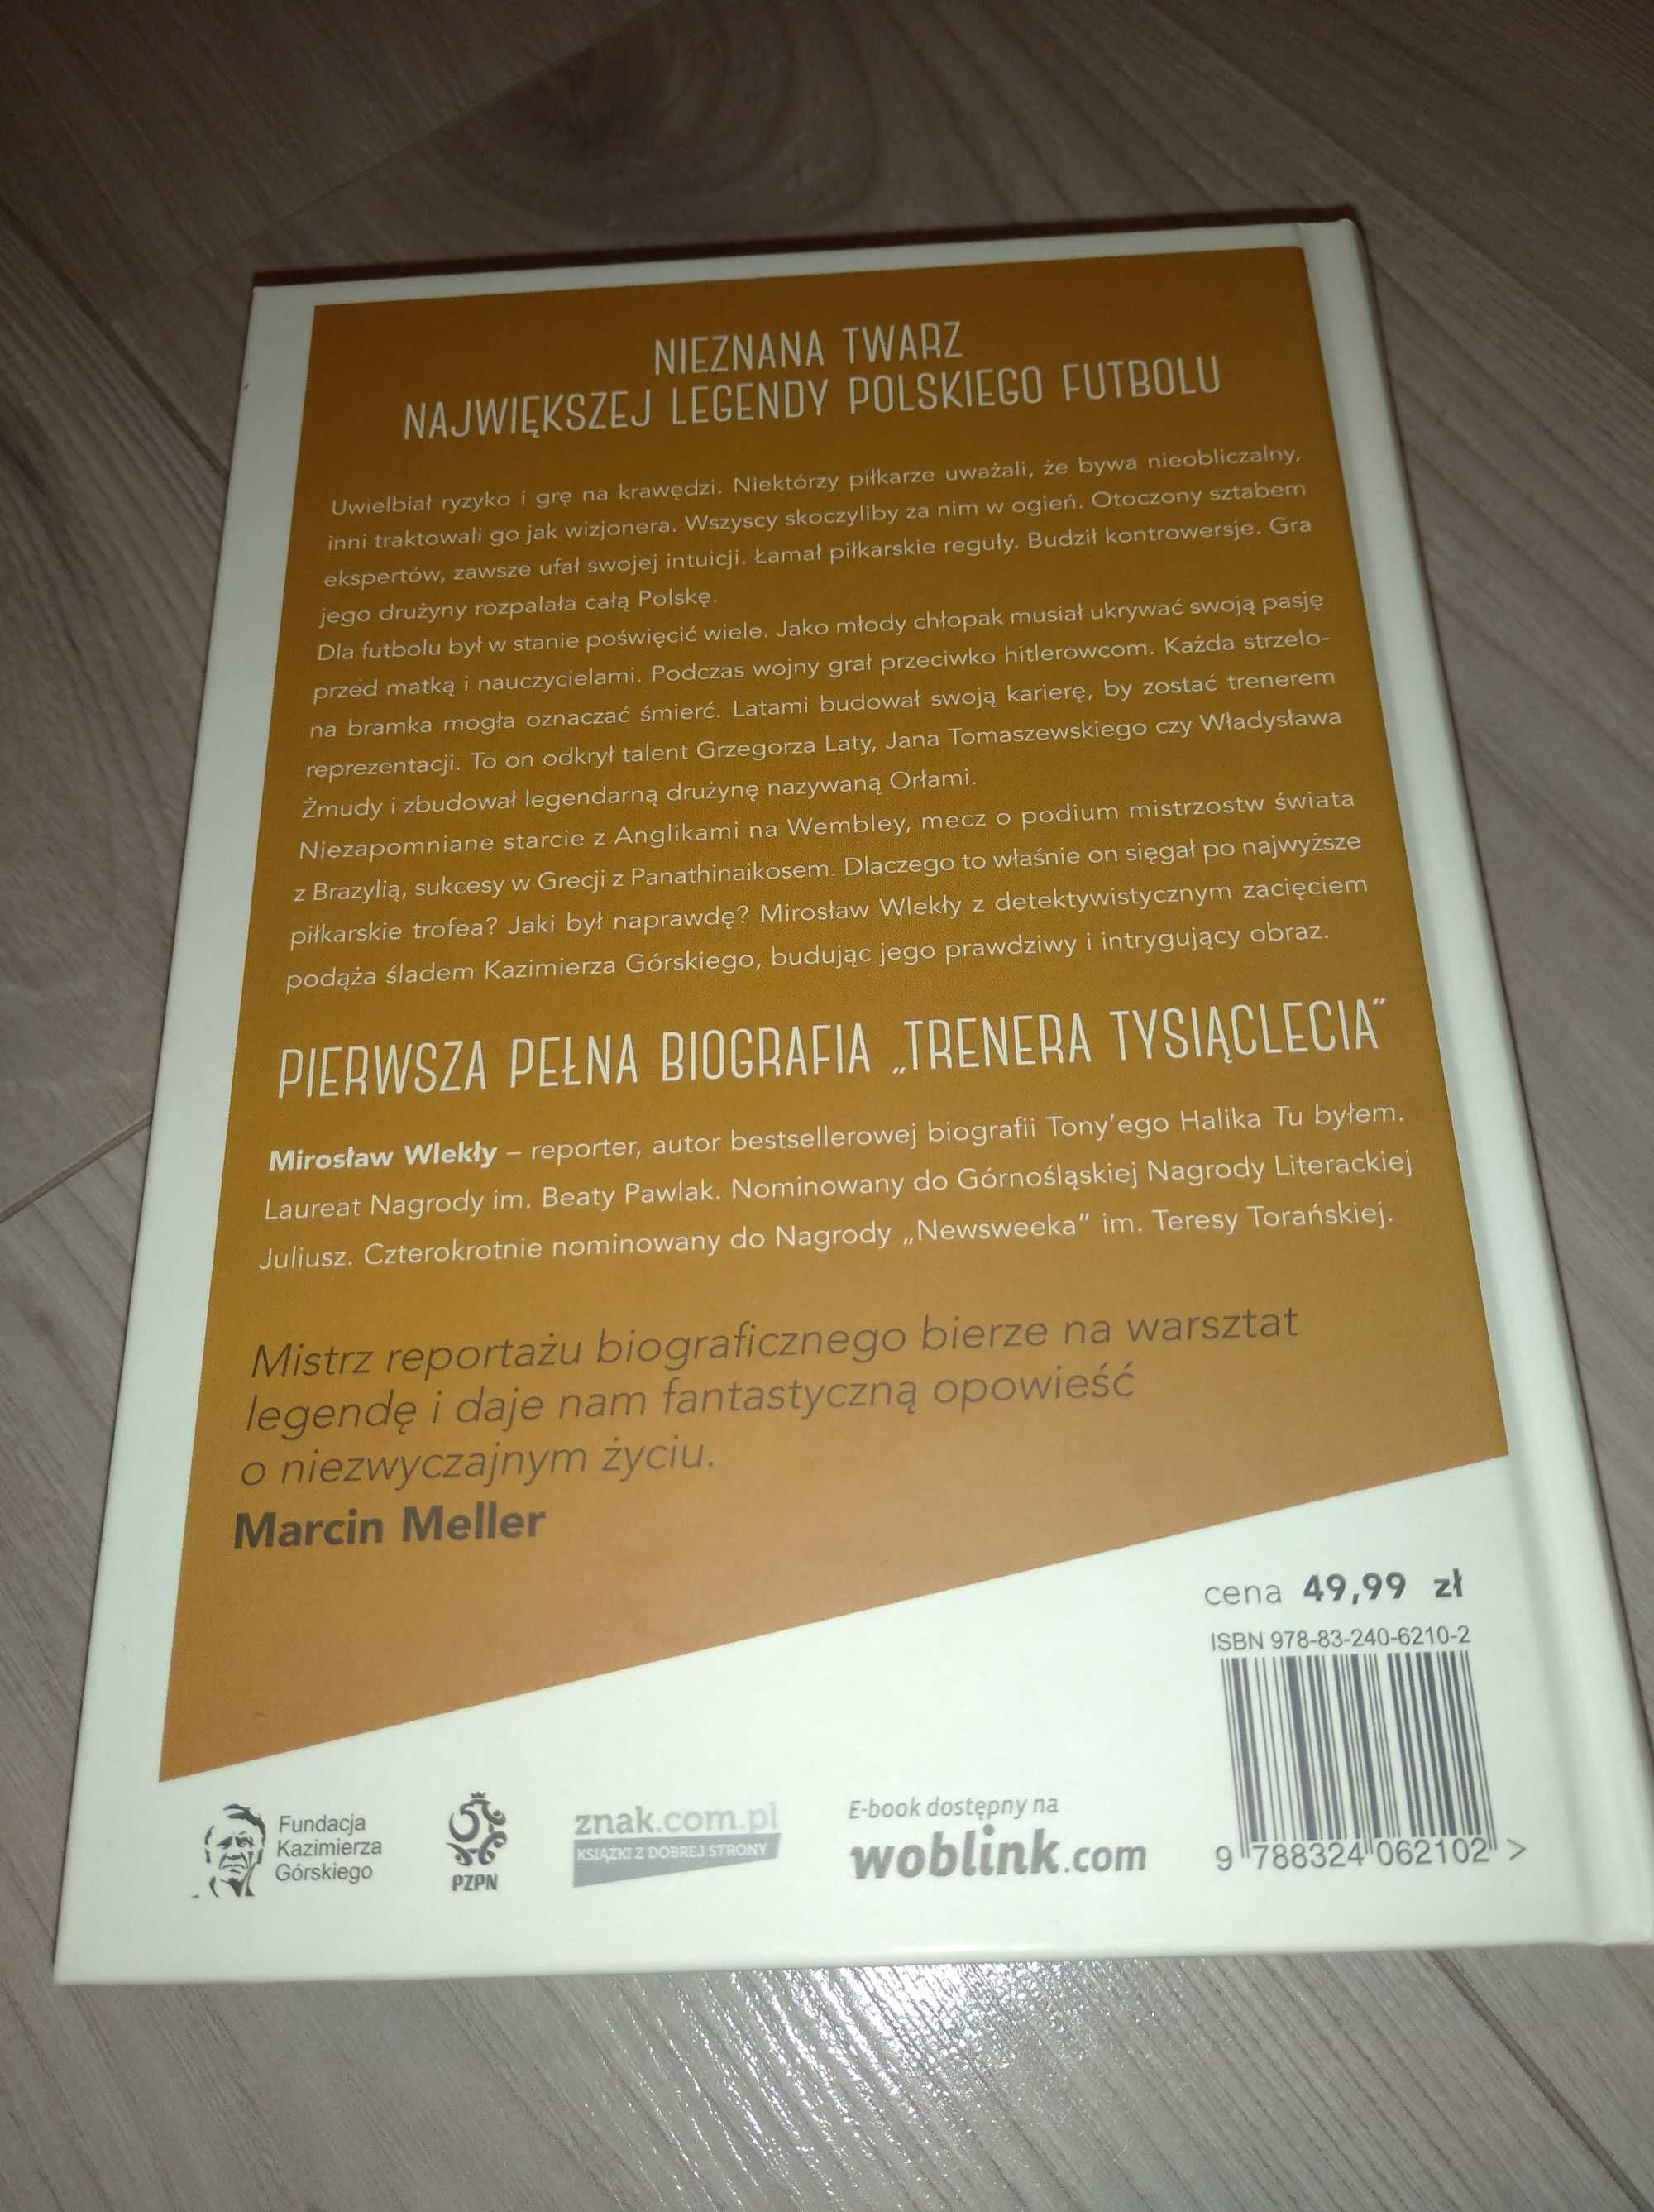 NIEZNANA TWARZ
NAJWIĘKSZEJ LEGENDY POLSKIEGO FUTBOLU
Uwielbiał ryzyko i grę na krawędzi. Niektórzy piłkarze uważali, że bywa nieobliczalny,
inni traktowali go jak wizjonera. Wszyscy skoczyliby za nim w ogień. Otoczony sztabem
ekspertów, zawsze ufał swojej intuicji. Łamał piłkarskie reguły. Budził kontrowersje. Gra
jego drużyny rozpalała całą Polskę.
Dla futbolu był w stanie poświęcić wiele. Jako młody chłopak musiał ukrywać swoją pasję
przed matką i nauczycielami. Podczas wojny grał przeciwko hitlerowcom. Każda strzelo-
na bramka mogła oznaczać śmierć. Latami budował swoją karierę, by zostać trenerem
reprezentacji. To on odkrył talent Grzegorza Laty, Jana Tomaszewskiego czy Władysława
Żmudy i zbudował legendarną drużynę nazywaną Orłami.
Niezapomniane starcie z Anglikami na Wembley, mecz o podium mistrzostw świata
z Brazylią, sukcesy w Grecji z Panathinaikosem. Dlaczego to właśnie on sięgał po najwyższe
piłkarskie trofea? Jaki był naprawdę? Mirosław Wlekły z detektywistycznym zacięciem
podąża śladem Kazimierza Górskiego, budując jego prawdziwy i intrygujący obraz.
PIERWSZA PEŁNA BIOGRAFIA „TRENERA TYSIĄCLECIA"
Mirosław Wlekły – reporter, autor bestsellerowej biografii Tony'ego Halika Tu byłem.
Laureat Nagrody im. Beaty Pawlak. Nominowany do Górnośląskiej Nagrody Literackiej
Juliusz. Czterokrotnie nominowany do Nagrody „Newsweeka" im. Teresy Torańskiej.
Mistrz reportażu biograficznego bierze na warsztat
legendę i daje nam fantastyczną opowieść
o niezwyczajnym życiu.
Marcin Meller
cena 49,99 zł
ISBN 978-83-240-6210-2
9 788324 062102 >
Fundacja
Kazimierza
Górskiego
PZPN
znak.com.pl
KSIĄŻKI Z DOBREJ STRONY
E-book dostępny na
woblink.com